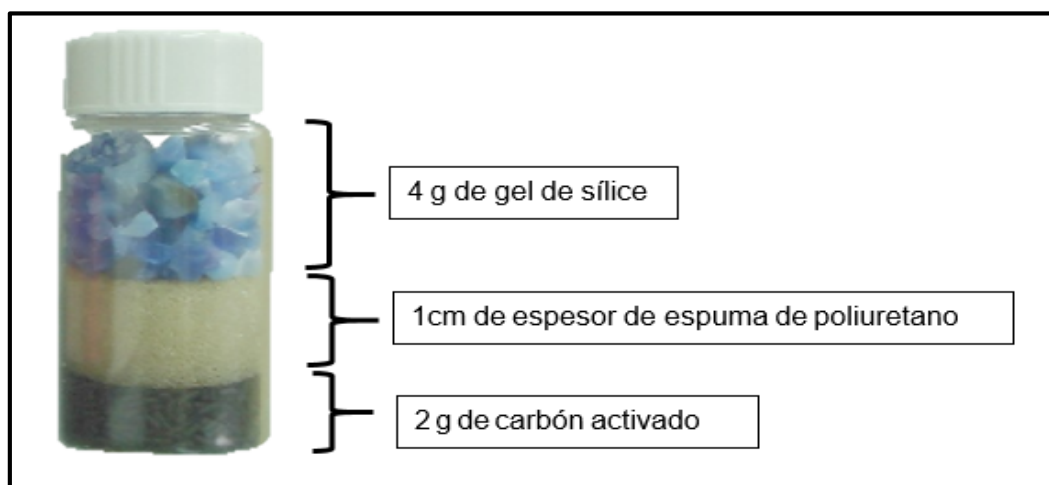 4 g de gel de sílice
1cm de espesor de espuma de poliuretano
2 g de carbón activado